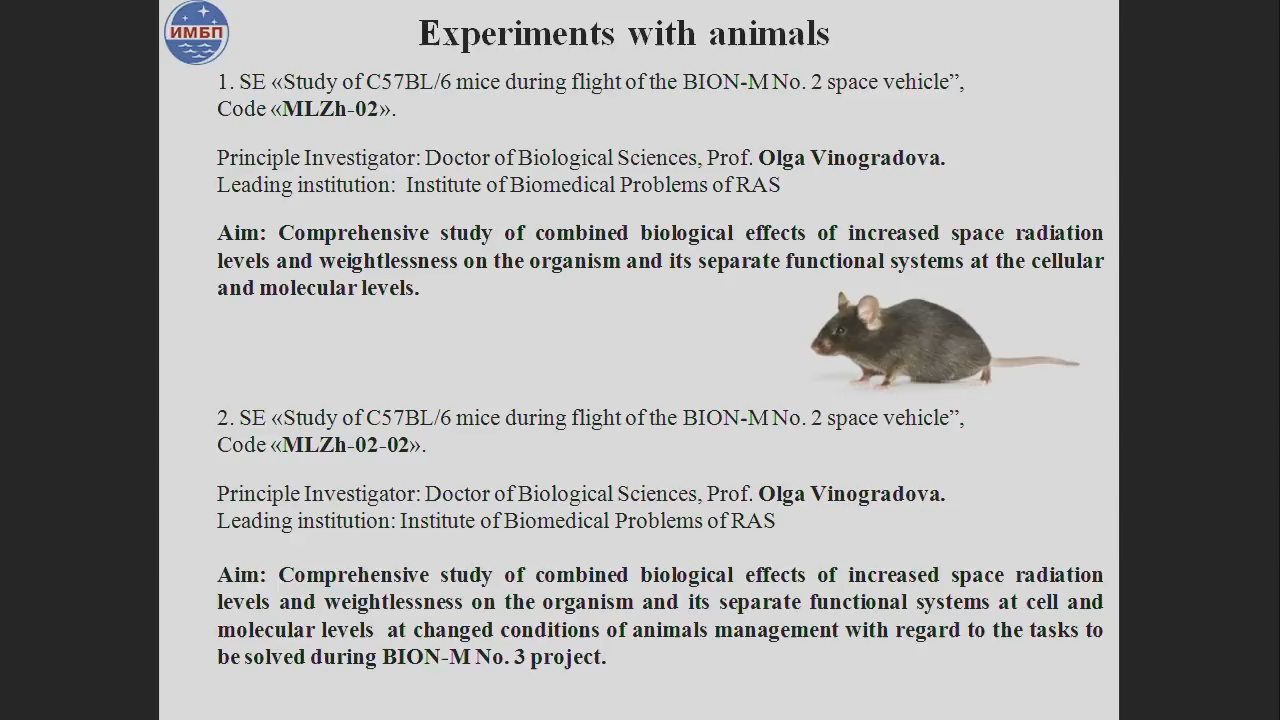 ИМБП
Experiments with animals
1. SE «Study of C57BL/6 mice during flight of the BION-M No. 2 space vehicle”,
Code «MLZh-02».
Principle Investigator: Doctor of Biological Sciences, Prof. Olga Vinogradova.
Leading institution: Institute of Biomedical Problems of RAS
Aim: Comprehensive study of combined biological effects of increased space radiation
levels and weightlessness on the organism and its separate functional systems at the cellular
and molecular levels.
2. SE «Study of C57BL/6 mice during flight of the BION-M No. 2 space vehicle”,
Code «MLZh-02-02».
Principle Investigator: Doctor of Biological Sciences, Prof. Olga Vinogradova.
Leading institution: Institute of Biomedical Problems of RAS
Aim: Comprehensive study of combined biological effects of increased space radiation
levels and weightlessness on the organism and its separate functional systems at cell and
molecular levels at changed conditions of animals management with regard to the tasks to
be solved during BION-M No. 3 project.